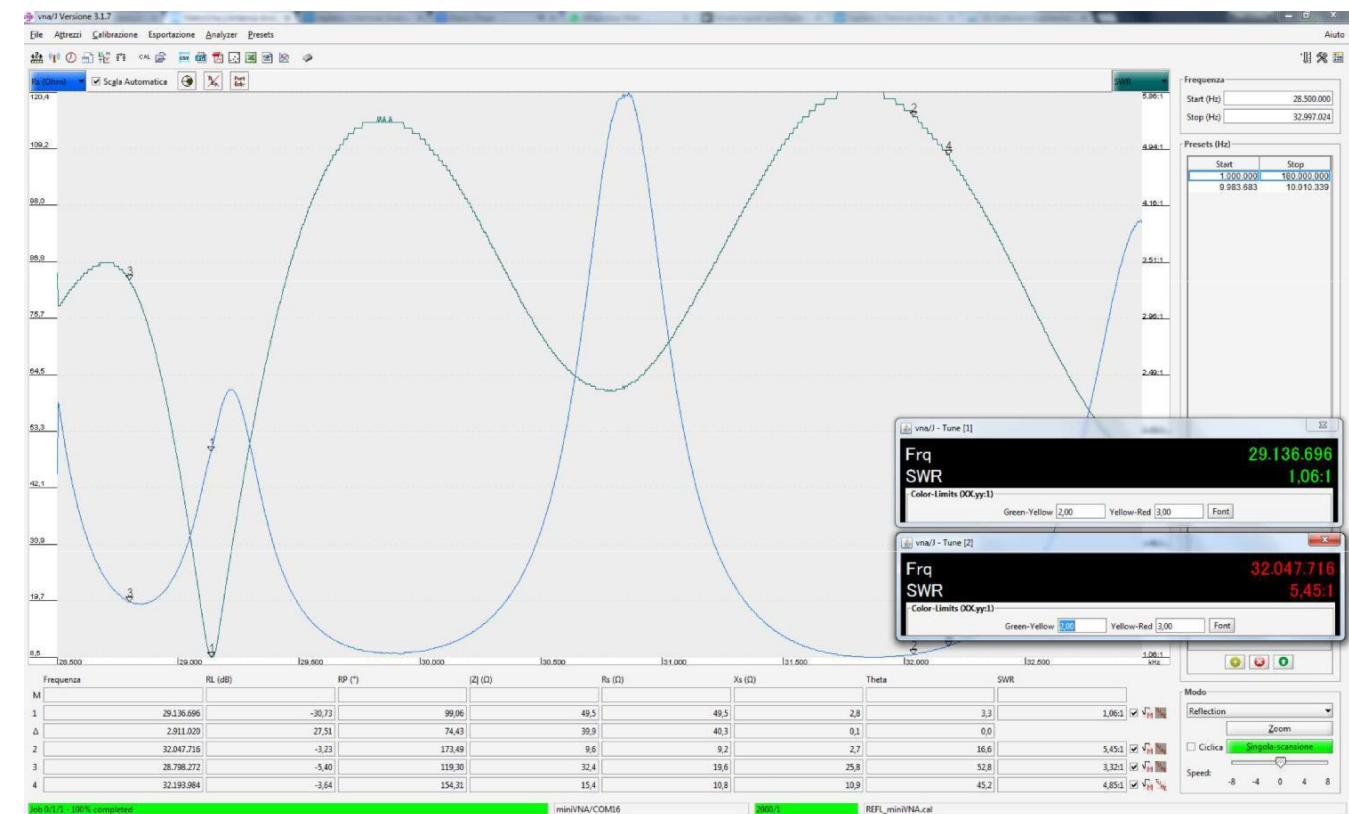 vna/J Versione 3.1.7
File Attrezzi Calibrazione Esportazione Analyzer Presets Aiuto
Rs (Ohm) Scala Automatica SWR
Frequenza
Start (Hz) 28.500.000
Stop (Hz) 32.997.024
Presets (Hz)
Start Stop
1.000.000 180.000.000
9.983.683 10.010.339
120,4
109,2
98,0
86,9
75,7
64,5
53,3
42,1
30,9
19,7
8,5
5,86:1
4,94:1
4,18:1
3,51:1
2,96:1
2,49:1
1,06:1
3
2
4
1
3
1
2
28.500 29.000 29.500 30.000 30.500 31.000 31.500 32.000 32.500 kHz
vna/J - Tune [1]
Frq 29.136.696
SWR 1,06:1
Color-Limits (XX.yy:1)
Green-Yellow 2,00 Yellow-Red 3,00 Font
vna/J - Tune [2]
Frq 32.047.716
SWR 5,45:1
Color-Limits (XX.yy:1)
Green-Yellow 2,00 Yellow-Red 3,00 Font
Frequenza RL (dB) RP (°) |Z| (Ω) Rs (Ω) Xs (Ω) Theta SWR
M
1 29.136.696 -30,73 99,06 49,5 49,5 2,8 3,3 1,06:1
Δ 2.911.020 27,51 74,43 39,9 40,3 0,1 0,0
2 32.047.716 -3,23 173,49 9,6 9,2 2,7 16,6 5,45:1
3 28.798.272 -5,40 119,30 32,4 19,6 25,8 52,8 3,32:1
4 32.193.984 -3,64 154,31 15,4 10,8 10,9 45,2 4,85:1
Modo
Reflection
Zoom
Ciclica Singola-scansione
Speed: -8 -4 0 4 8
Job 0/1/1 - 100% completed miniVNA/COM16 2000/1 REFL_miniVNA.cal